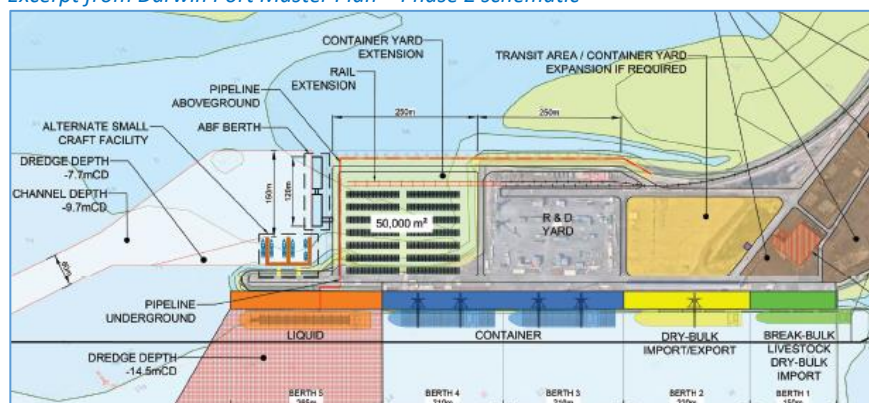 Excerpt from Darwin Port Master Plan – Phase 2 schematic
CONTAINER YARD
EXTENSION
TRANSIT AREA / CONTAINER YARD
EXPANSION IF REQUIRED
RAIL
EXTENSION
PIPELINE
ABOVEGROUND
250m
250m
ABF BERTH
ALTERNATE SMALL
CRAFT FACILITY
DREDGE DEPTH
-7.7mCD
CHANNEL DEPTH
-9.7mCD
150m
120m
50,000 m²
R & D
YARD
60m
PIPELINE
UNDERGROUND
LIQUID
CONTAINER
DRY-BULK
IMPORT/EXPORT
BREAK-BULK
LIVESTOCK
DRY-BULK
IMPORT
DREDGE DEPTH
-14.5mCD
BERTH 5
BERTH 4
BERTH 3
BERTH 2
BERTH 1